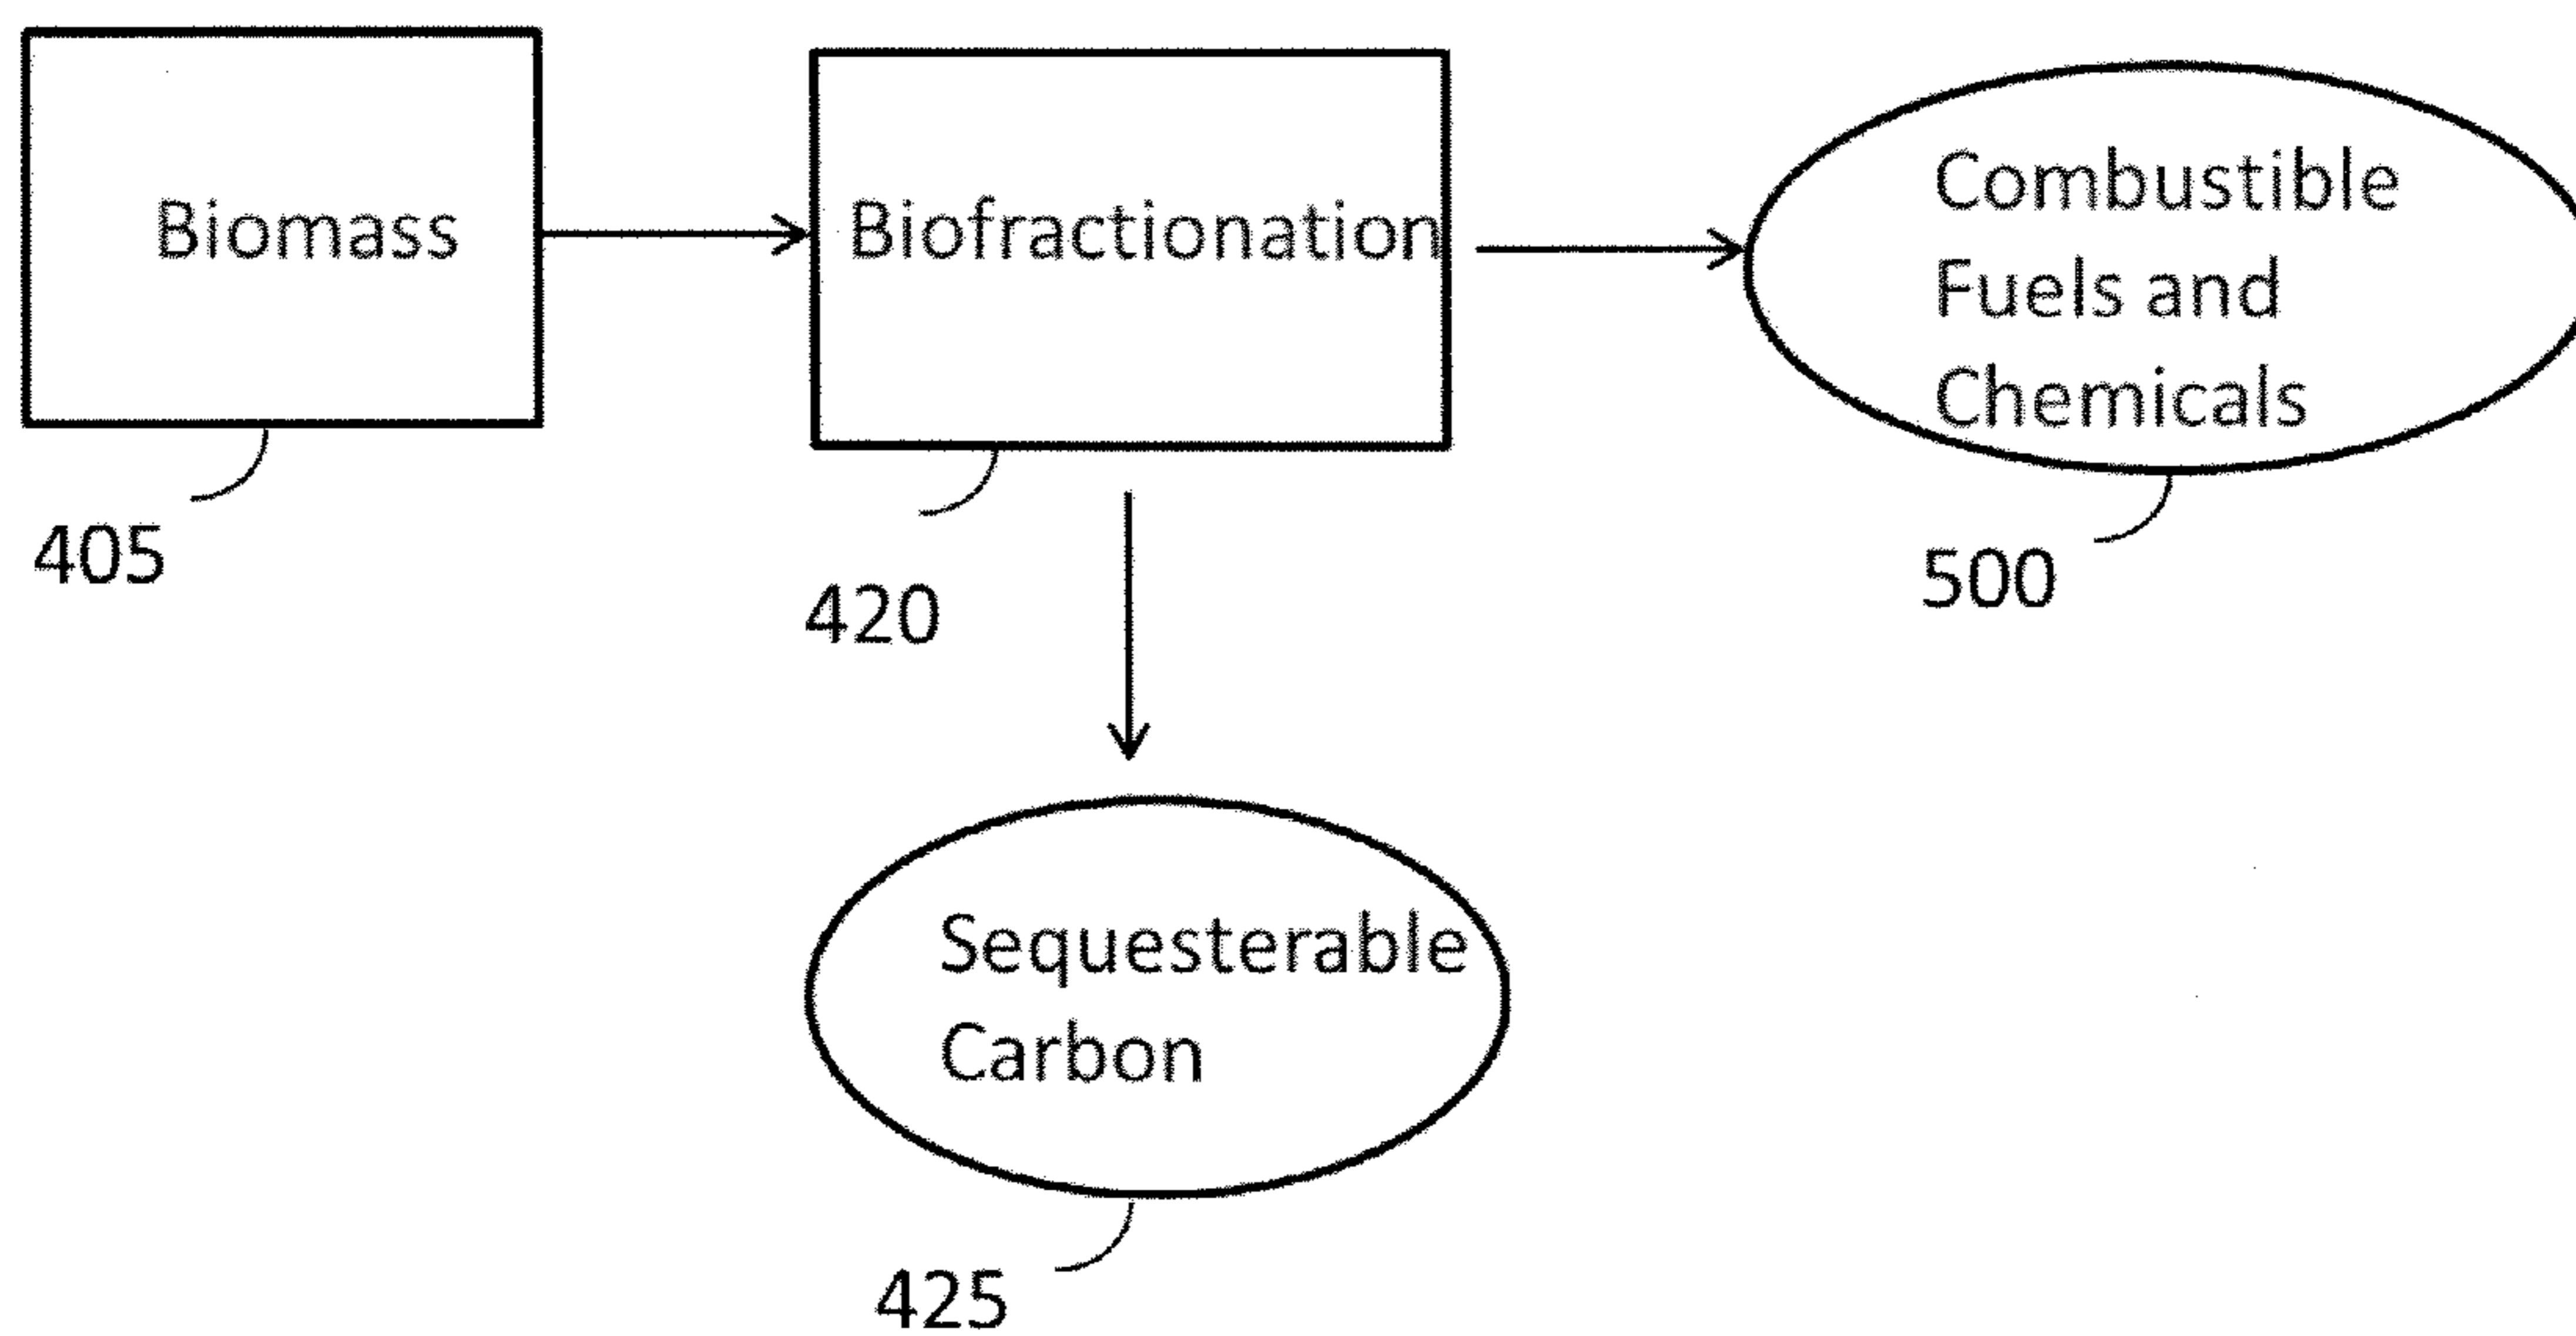 Biomass
Biofractionation
Combustible
Fuels and
Chemicals
405
420
500
Sequesterable
Carbon
425